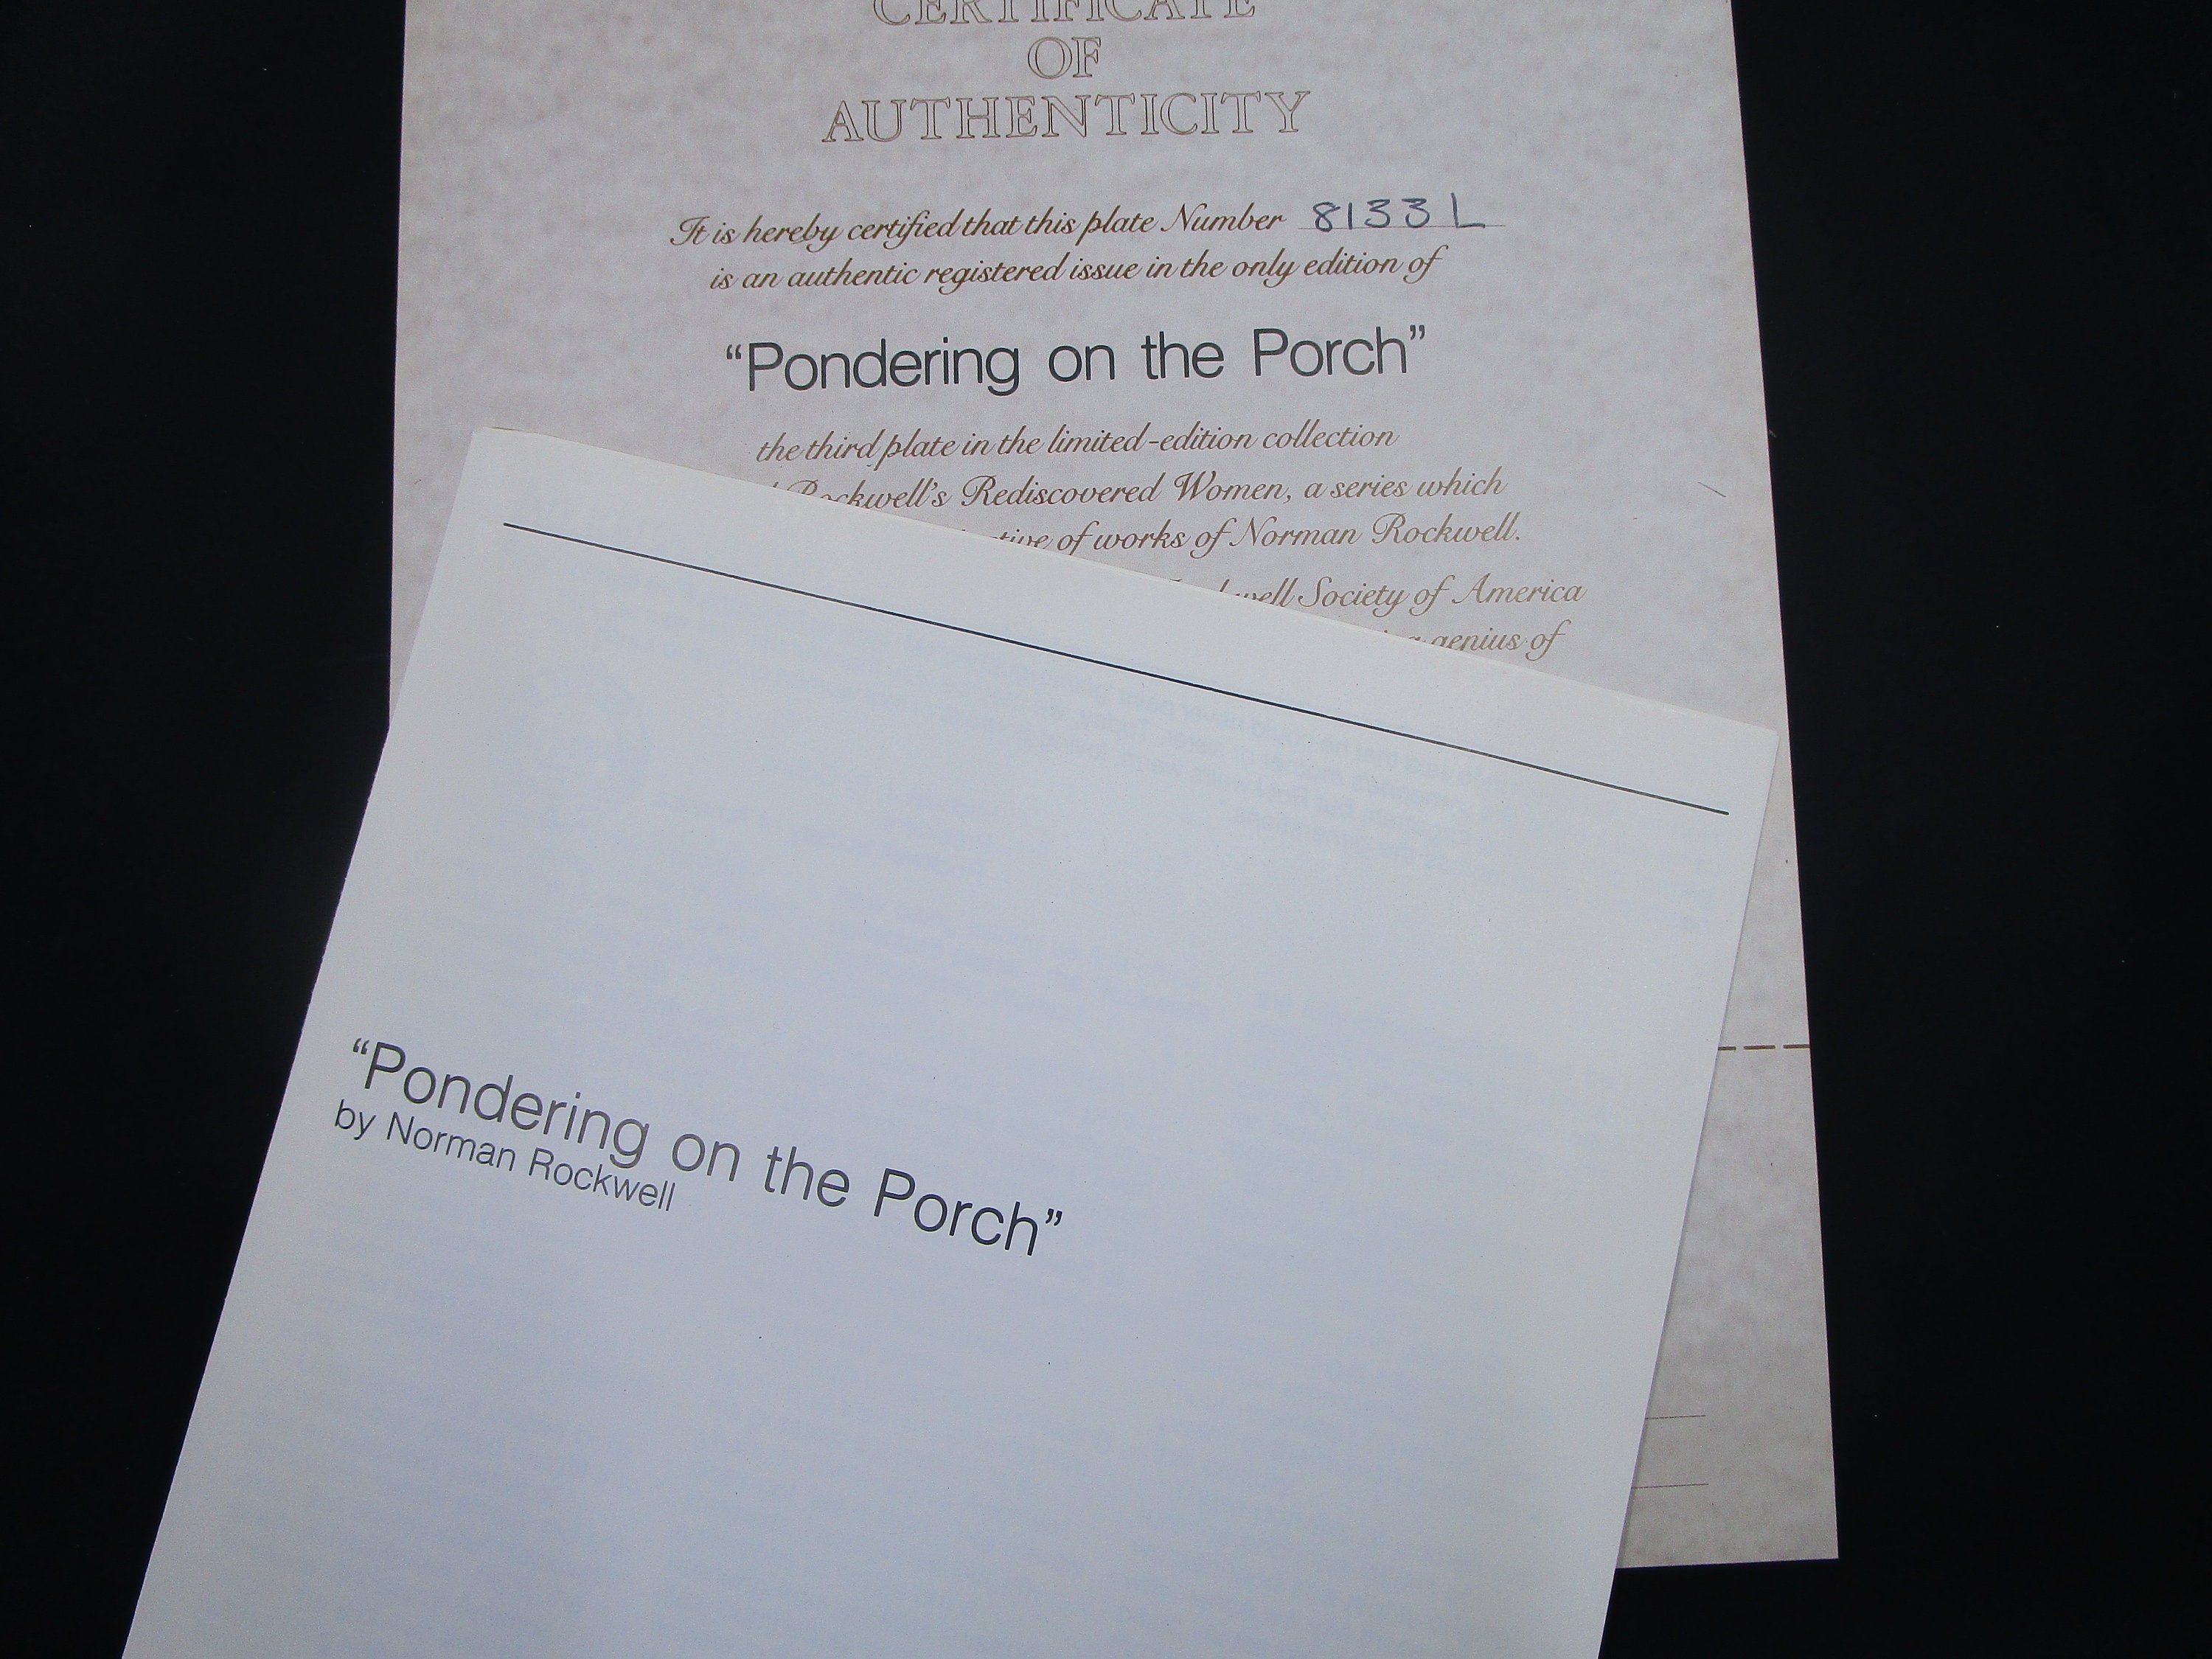 CERTIFICATE
OF
AUTHENTICITY
It is hereby certified that this plate Number 8133L
is an authentic registered issue in the only edition of
“Pondering on the Porch”
the third plate in the limited-edition collection
Rockwell’s Rediscovered Women, a series which
of works of Norman Rockwell.
Society of America
genius of
“Pondering on the Porch”
by Norman Rockwell